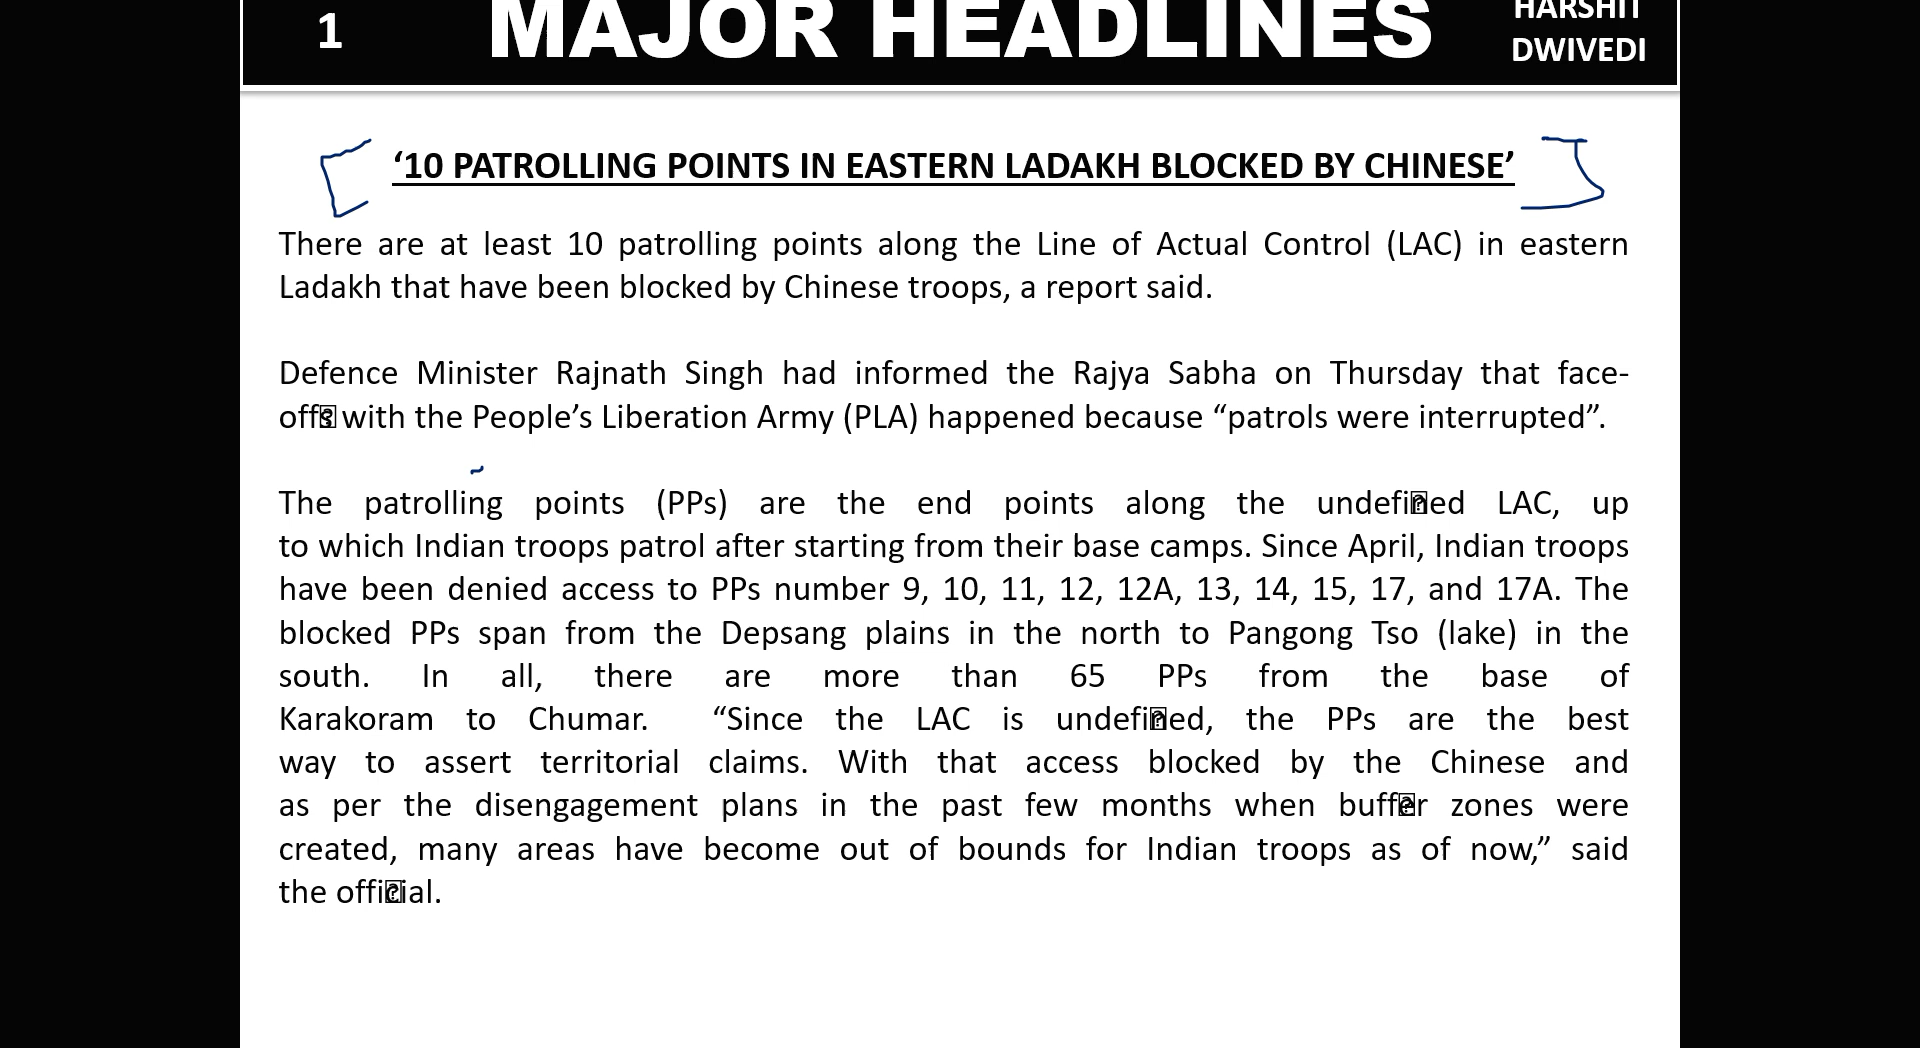 1
MAJOR HEADLINES
HARSHIT
DWIVEDI
‘10 PATROLLING POINTS IN EASTERN LADAKH BLOCKED BY CHINESE’
There are at least 10 patrolling points along the Line of Actual Control (LAC) in eastern
Ladakh that have been blocked by Chinese troops, a report said.
Defence Minister Rajnath Singh had informed the Rajya Sabha on Thursday that face-
offs with the People’s Liberation Army (PLA) happened because “patrols were interrupted”.
The patrolling points (PPs) are the end points along the undefined LAC, up
to which Indian troops patrol after starting from their base camps. Since April, Indian troops
have been denied access to PPs number 9, 10, 11, 12, 12A, 13, 14, 15, 17, and 17A. The
blocked PPs span from the Depsang plains in the north to Pangong Tso (lake) in the
south. In all, there are more than 65 PPs from the base of
Karakoram to Chumar. “Since the LAC is undefined, the PPs are the best
way to assert territorial claims. With that access blocked by the Chinese and
as per the disengagement plans in the past few months when buffer zones were
created, many areas have become out of bounds for Indian troops as of now,” said
the official.